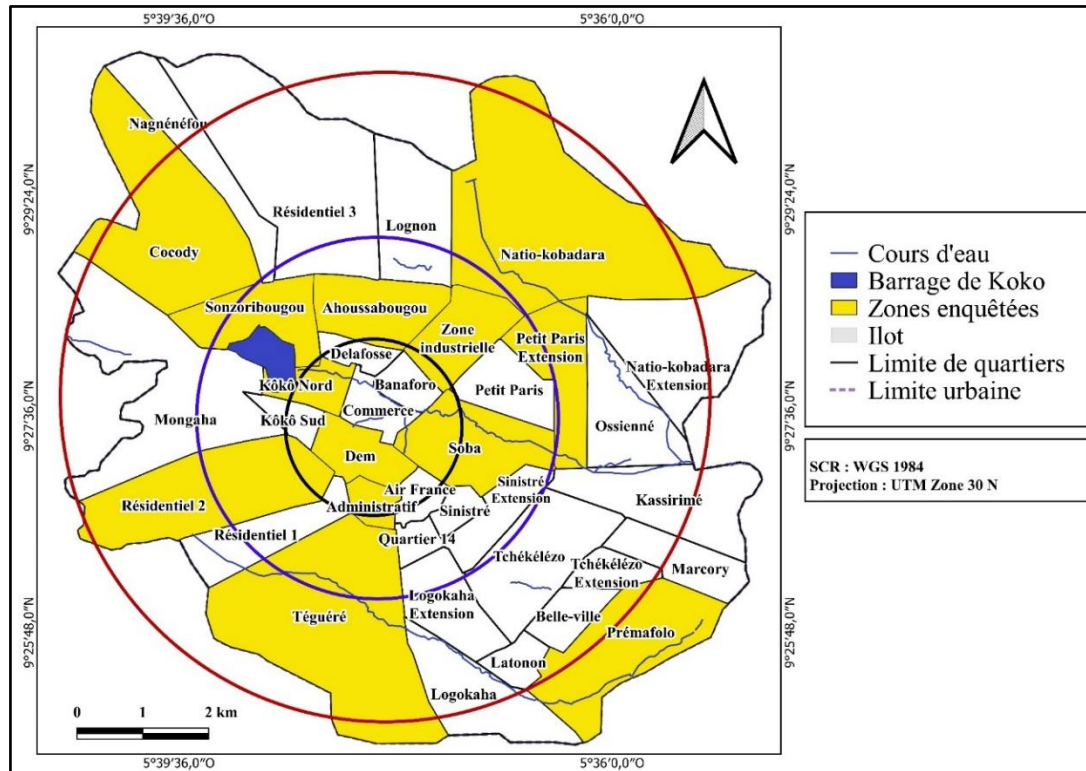 5°39'36,0"O
5°36'0,0"O
9°29'24,0"N
9°29'24,0"N
Nagnénéfou
Résidentiel 3
Lognon
Cocody
Natio-kobadara
Sonzoribougou
Ahoussabougou
Zone
industrielle
Petit Paris
Extension
Delafosse
Natio-kobadara
Extension
Kôkô Nord
Banaforo
Petit Paris
9°27'36,0"N
9°27'36,0"N
Commerce
Mongaha
Kôkô Sud
Ossienné
Soba
Dem
Sinistré
Extension
Air France
Kassirimé
Résidentiel 2
Administratif
Sinistré
Résidentiel 1
Quartier 14
Tchékélézo
Tchékélézo
Extension
Marcory
Logokaha
Extension
Téguéré
Belle-ville
Prémafolo
9°25'48,0"N
9°25'48,0"N
Latonon
Logokaha
0 1 2 km
5°39'36,0"O
5°36'0,0"O
Cours d'eau
Barrage de Koko
Zones enquêtées
Ilot
Limite de quartiers
Limite urbaine
SCR : WGS 1984
Projection : UTM Zone 30 N